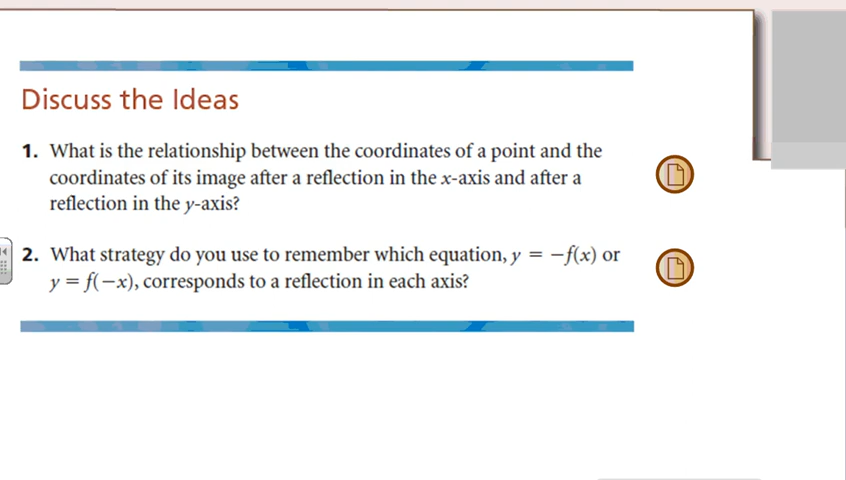 Discuss the Ideas
1. What is the relationship between the coordinates of a point and the
coordinates of its image after a reflection in the x-axis and after a
reflection in the y-axis?
2. What strategy do you use to remember which equation, y = −f(x) or
y = f(−x), corresponds to a reflection in each axis?